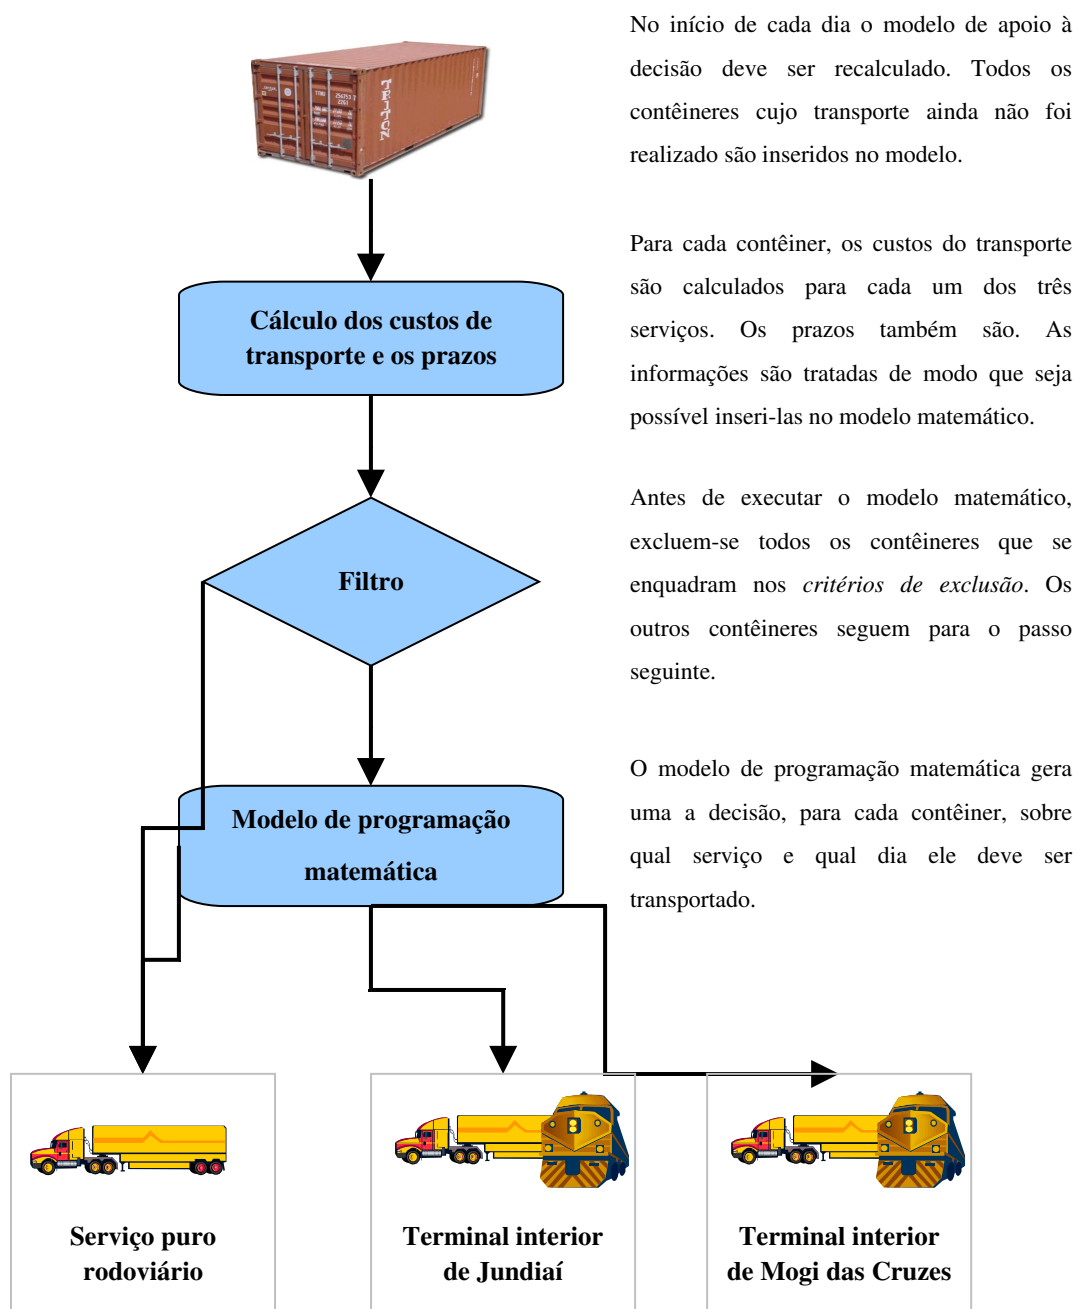 No início de cada dia o modelo de apoio à
decisão deve ser recalculado. Todos os
contêineres cujo transporte ainda não foi
realizado são inseridos no modelo.
TRITON
Cálculo dos custos de
transporte e os prazos
Para cada contêiner, os custos do transporte
são calculados para cada um dos três
serviços. Os prazos também são. As
informações são tratadas de modo que seja
possível inseri-las no modelo matemático.
Filtro
Antes de executar o modelo matemático,
excluem-se todos os contêineres que se
enquadram nos critérios de exclusão. Os
outros contêineres seguem para o passo
seguinte.
Modelo de programação
matemática
O modelo de programação matemática gera
uma a decisão, para cada contêiner, sobre
qual serviço e qual dia ele deve ser
transportado.
Serviço puro
rodoviário
Terminal interior
de Jundiaí
Terminal interior
de Mogi das Cruzes